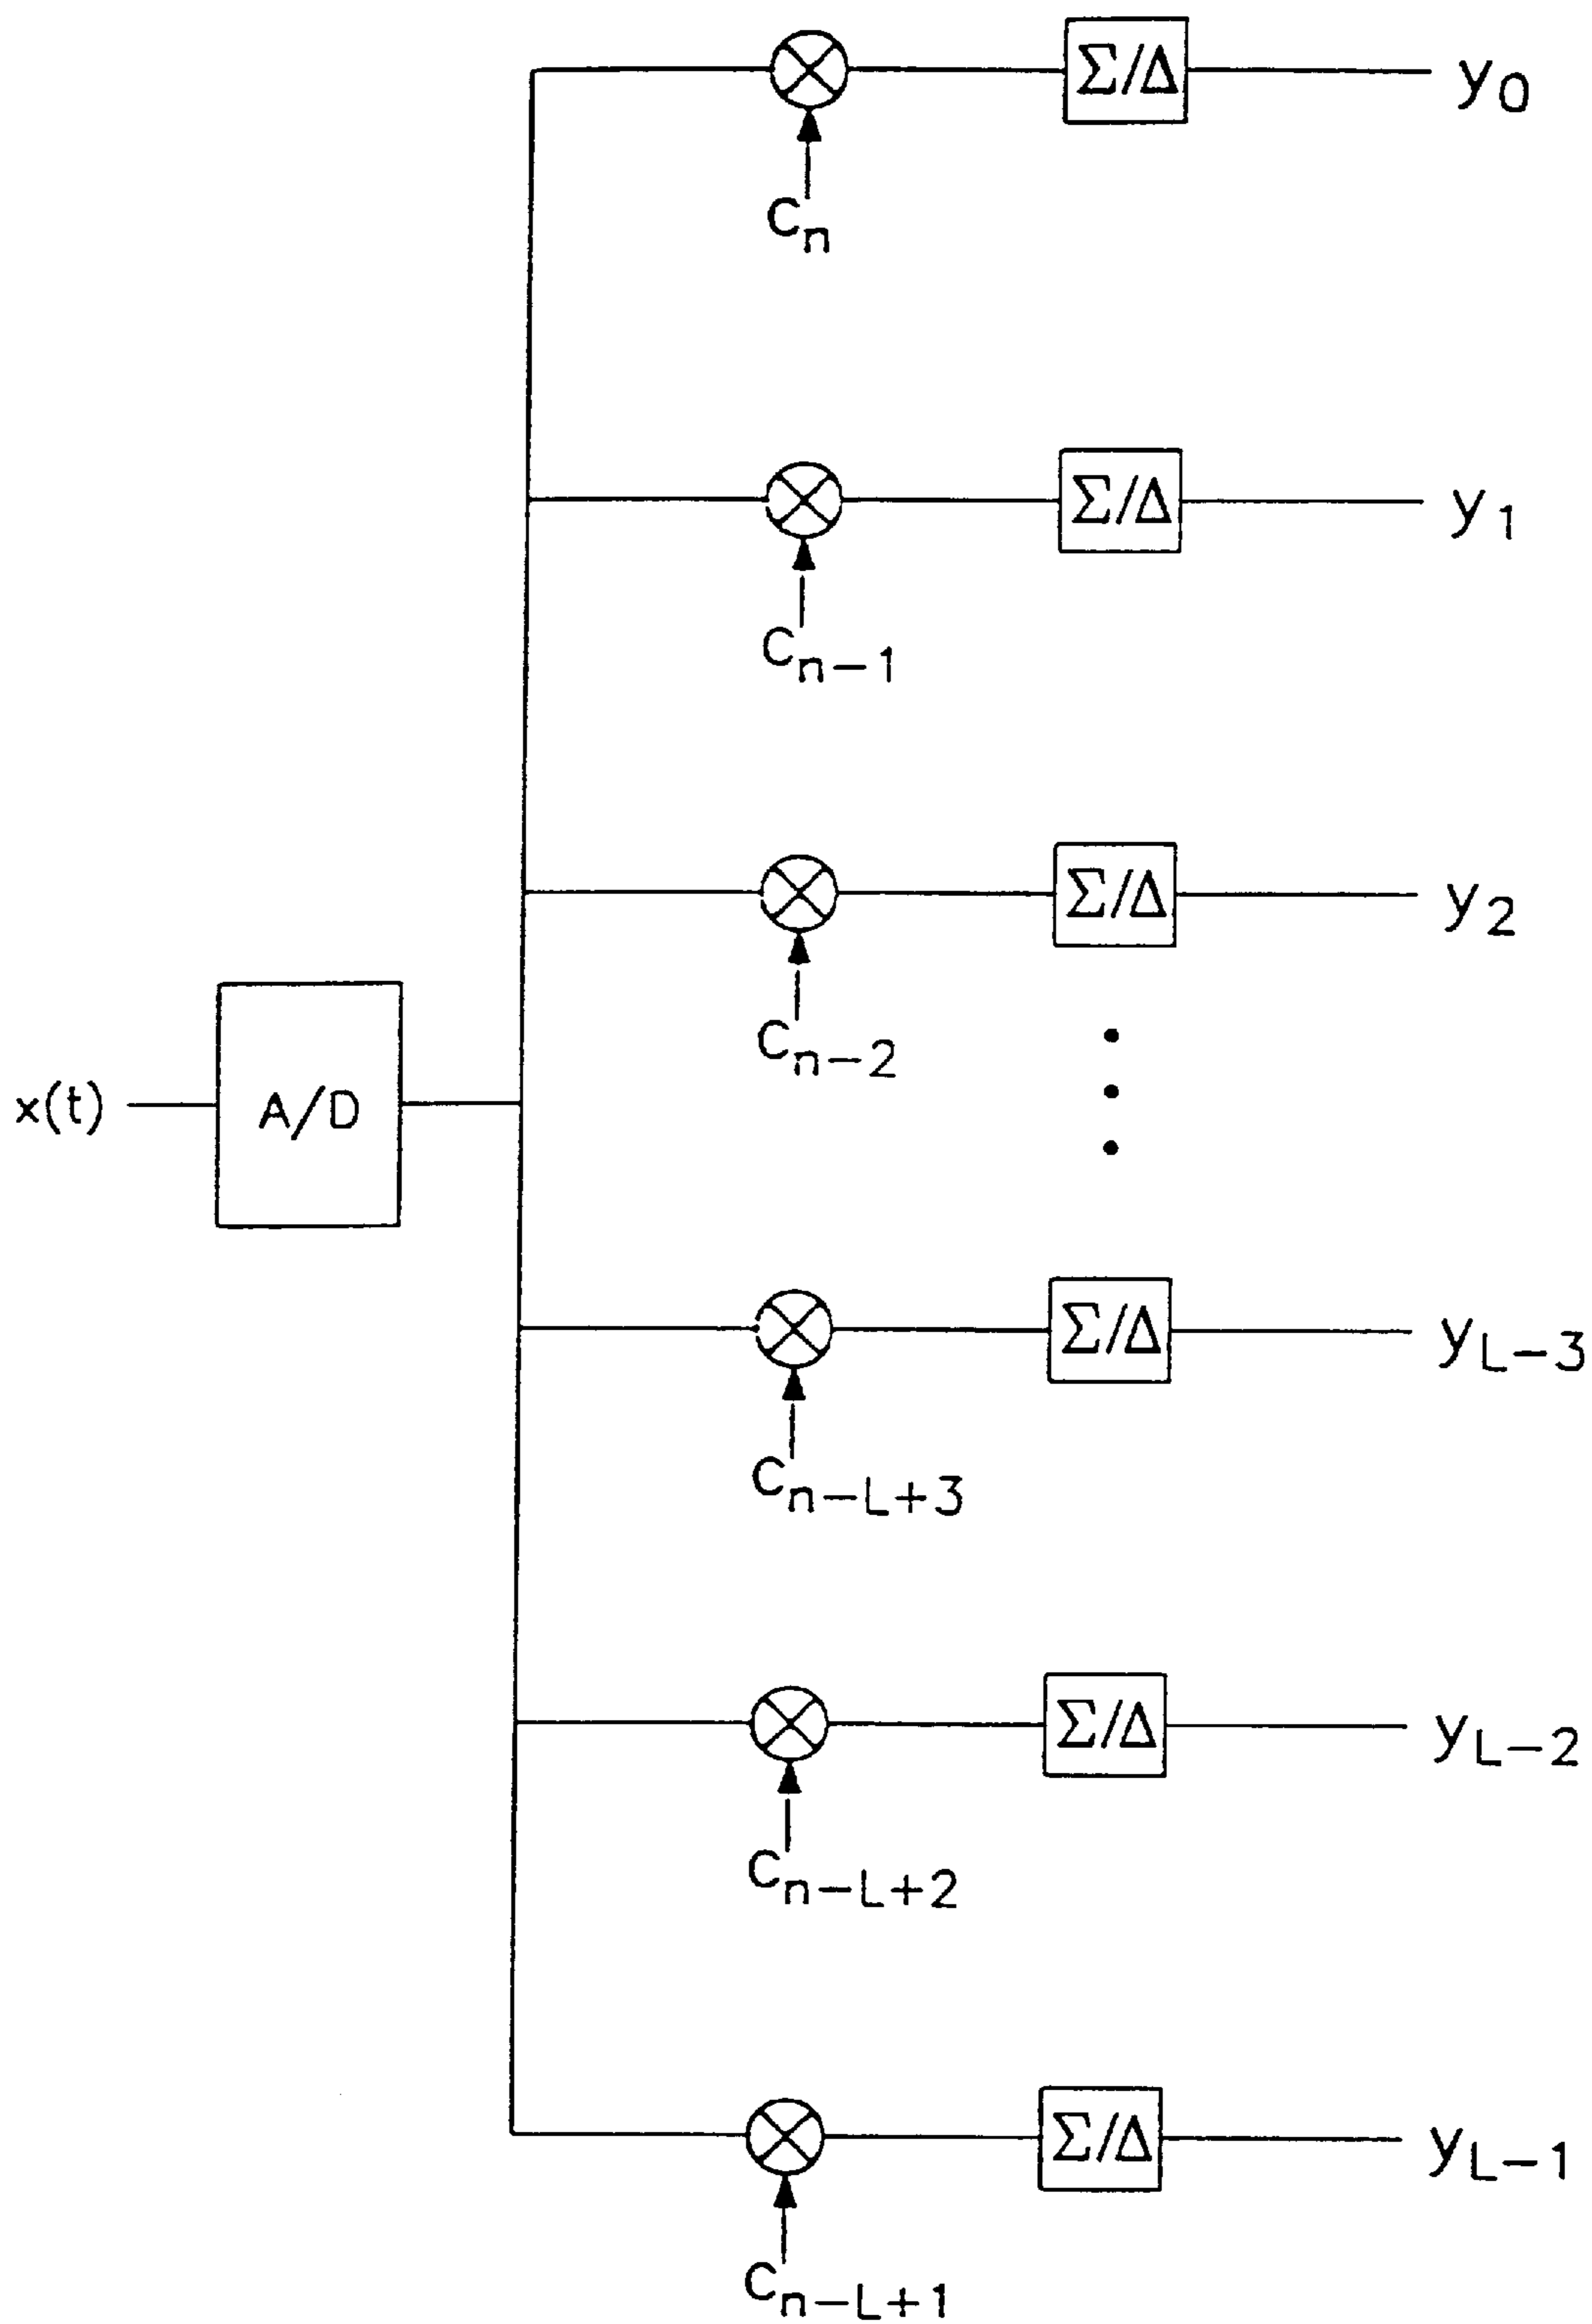 Σ/Δ
y0
Cn
Σ/Δ
y1
Cn−1
Σ/Δ
y2
Cn−2
x(t)
A/D
Σ/Δ
yL−3
Cn−L+3
Σ/Δ
yL−2
Cn−L+2
Σ/Δ
yL−1
Cn−L+1